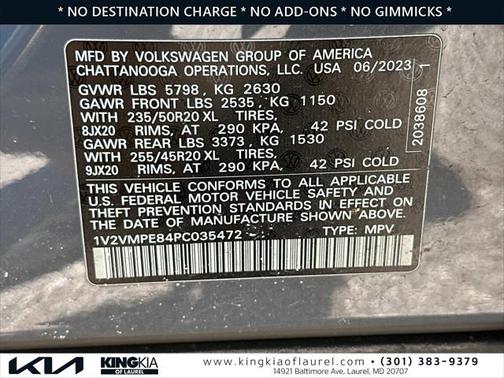 * NO DESTINATION CHARGE * NO ADD-ONS * NO GIMMICKS *
MFD BY VOLKSWAGEN GROUP OF AMERICA
CHATTANOOGA OPERATIONS, LLC. USA 06/2023
GVWR LBS 5798, KG 2630
GAWR FRONT LBS 2535, KG 1150
235/50R20 XL TIRES,
8JX20 RIMS, AT 290 KPA, 42 PSI COLD
GAWR REAR LBS 3373, KG 1530
255/45R20 XL TIRES,
9JX20 RIMS, AT 290 KPA, 42 PSI COLD
THIS VEHICLE CONFORMS TO ALL APPLICABLE
U.S. FEDERAL MOTOR VEHICLE SAFETY AND
THEFT PREVENTION STANDARDS IN EFFECT ON THE
DATE OF MANUFACTURE SHOWN ABOVE.
1V2VMPE84PC035472 TYPE: MPV
2038608 1
KIA KING KIA OF LAUREL
www.kingkiaoflaurel.com • (301) 383-9379
14921 Baltimore Ave, Laurel, MD 20707